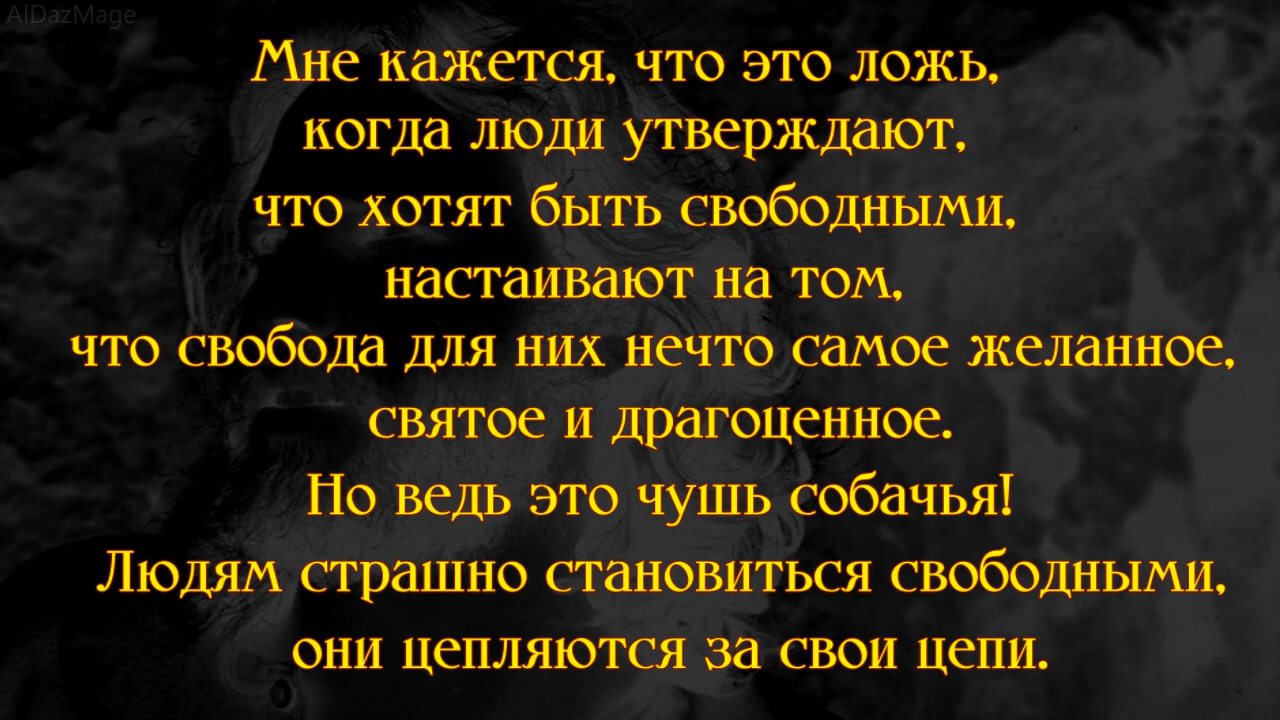 AlDazMage
Мне кажется, что это ложь,
когда люди утверждают,
что хотят быть свободными,
настаивают на том,
что свобода для них нечто самое желанное,
святое и драгоценное.
Но ведь это чушь собачья!
Людям страшно становиться свободными,
они цепляются за свои цепи.